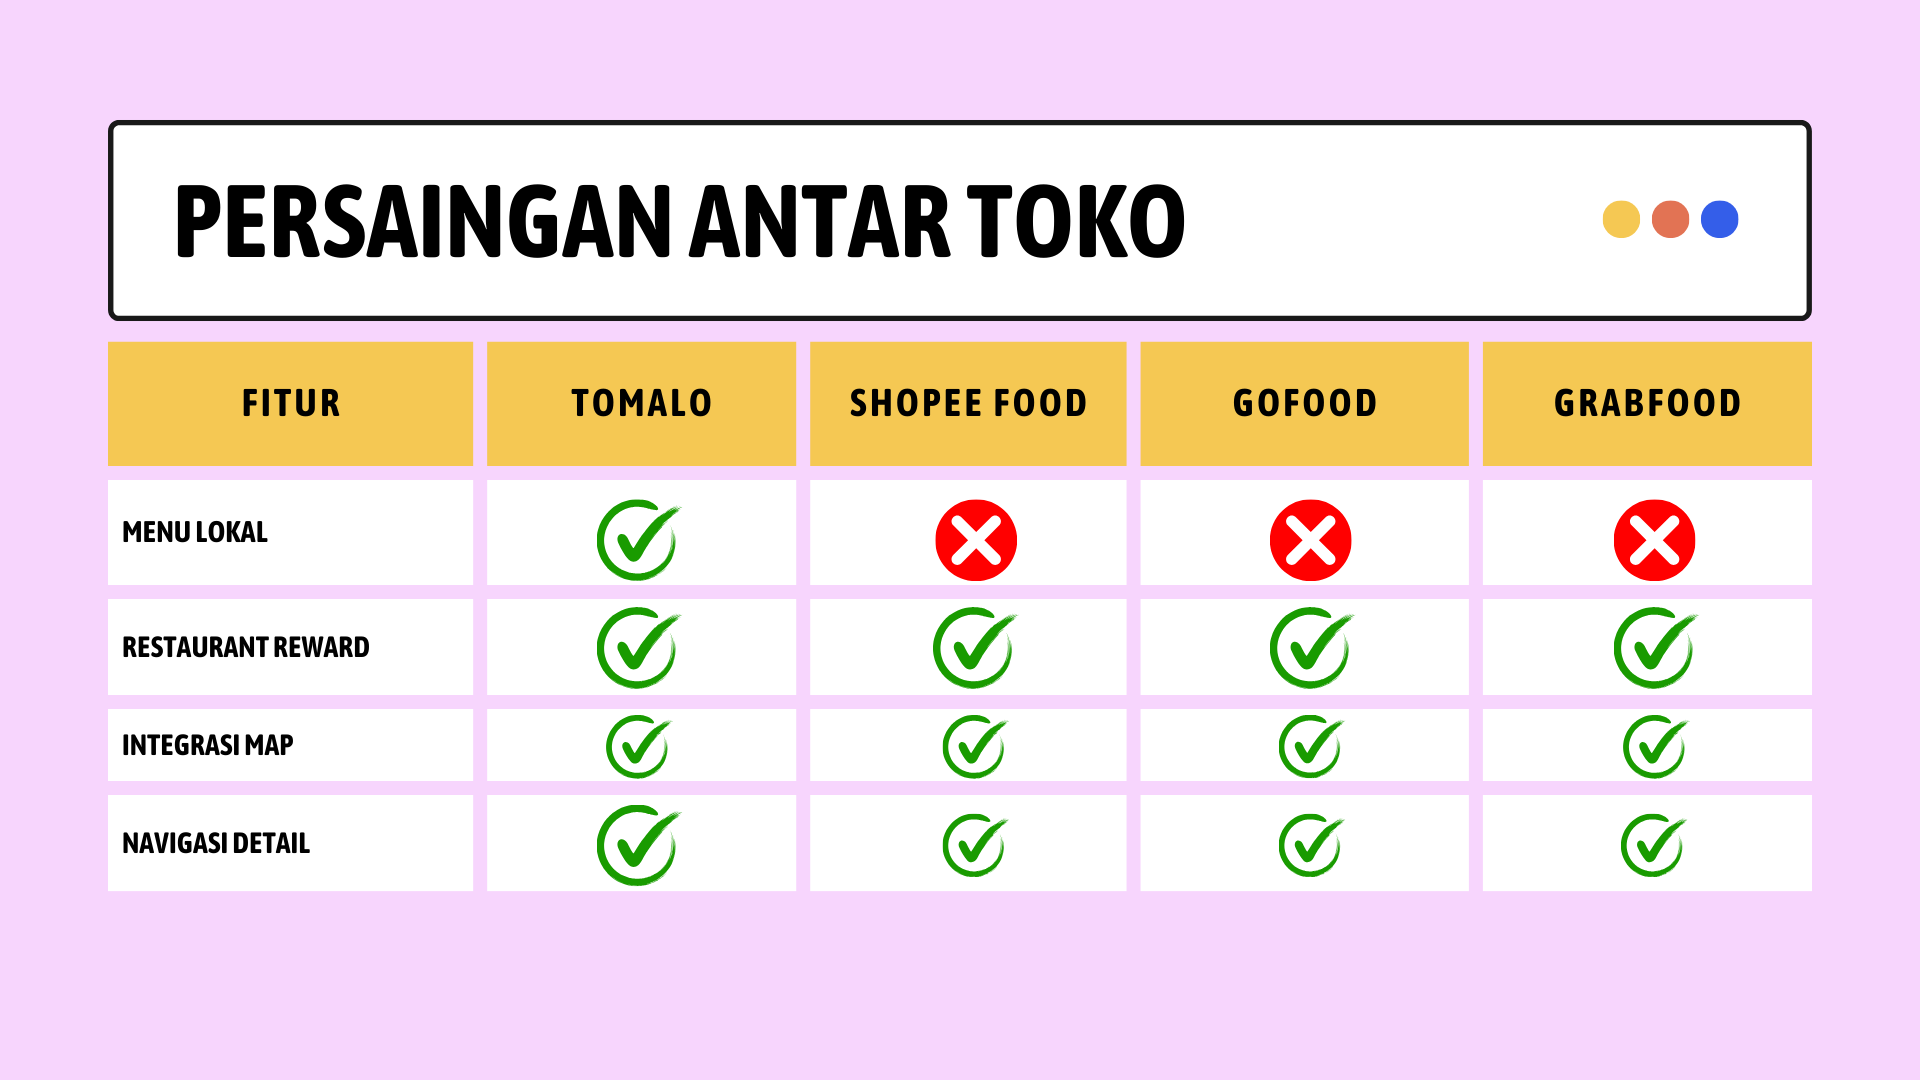 PERSAINGAN ANTAR TOKO
FITUR
TOMALO
SHOPEE FOOD
GOFOOD
GRABFOOD
MENU LOKAL
RESTAURANT REWARD
INTEGRASI MAP
NAVIGASI DETAIL